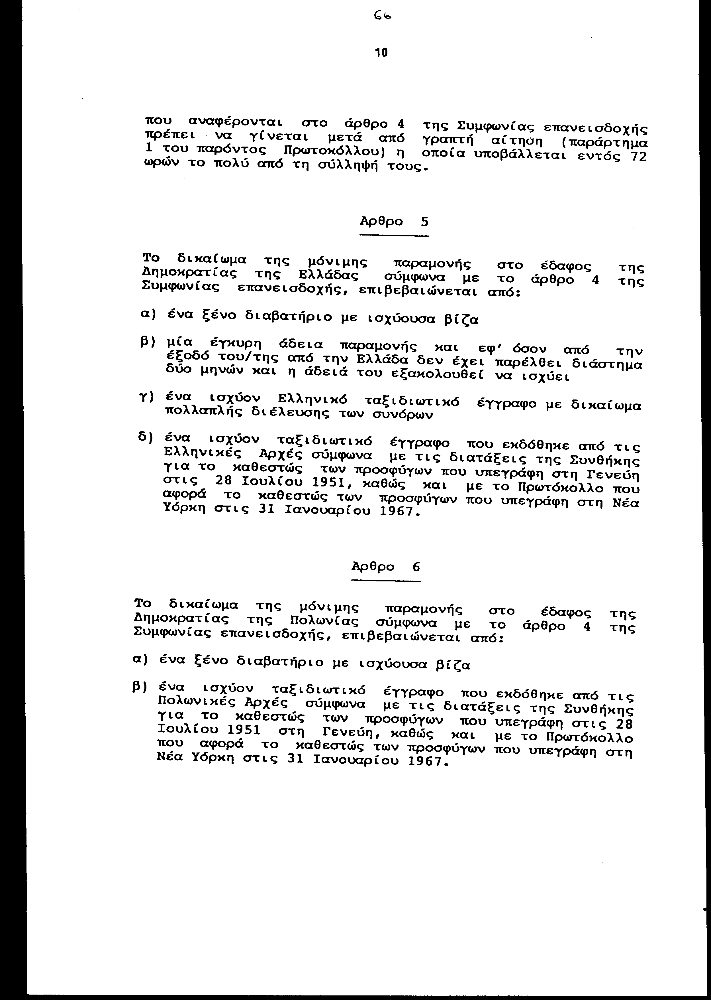 66
10
που αναφέρονται στο άρθρο 4 της Συμφωνίας επανεισδοχής
πρέπει να γίνεται μετά από γραπτή αίτηση (παράρτημα
1 του παρόντος Πρωτοκόλλου) η οποία υποβάλλεται εντός 72
ωρών το πολύ από τη σύλληψή τους.
Αρθρο 5
Το δικαίωμα της μόνιμης παραμονής στο έδαφος της
Δημοκρατίας της Ελλάδας σύμφωνα με το άρθρο 4 της
Συμφωνίας επανεισδοχής, επιβεβαιώνεται από:
α) ένα ξένο διαβατήριο με ισχύουσα βίζα
β) μία έγκυρη άδεια παραμονής και εφ' όσον από την
έξοδό του/της από την Ελλάδα δεν έχει παρέλθει διάστημα
δύο μηνών και η άδειά του εξακολουθεί να ισχύει
γ) ένα ισχύον Ελληνικό ταξιδιωτικό έγγραφο με δικαίωμα
πολλαπλής διέλευσης των συνόρων
δ) ένα ισχύον ταξιδιωτικό έγγραφο που εκδόθηκε από τις
Ελληνικές Αρχές σύμφωνα με τις διατάξεις της Συνθήκης
για το καθεστώς των προσφύγων που υπεγράφη στη Γενεύη
στις 28 Ιουλίου 1951, καθώς και με το Πρωτόκολλο που
αφορά το καθεστώς των προσφύγων που υπεγράφη στη Νέα
Υόρκη στις 31 Ιανουαρίου 1967.
Αρθρο 6
Το δικαίωμα της μόνιμης παραμονής στο έδαφος της
Δημοκρατίας της Πολωνίας σύμφωνα με το άρθρο 4 της
Συμφωνίας επανεισδοχής, επιβεβαιώνεται από:
α) ένα ξένο διαβατήριο με ισχύουσα βίζα
β) ένα ισχύον ταξιδιωτικό έγγραφο που εκδόθηκε από τις
Πολωνικές Αρχές σύμφωνα με τις διατάξεις της Συνθήκης
για το καθεστώς των προσφύγων που υπεγράφη στις 28
Ιουλίου 1951 στη Γενεύη, καθώς και με το Πρωτόκολλο
που αφορά το καθεστώς των προσφύγων που υπεγράφη στη
Νέα Υόρκη στις 31 Ιανουαρίου 1967.